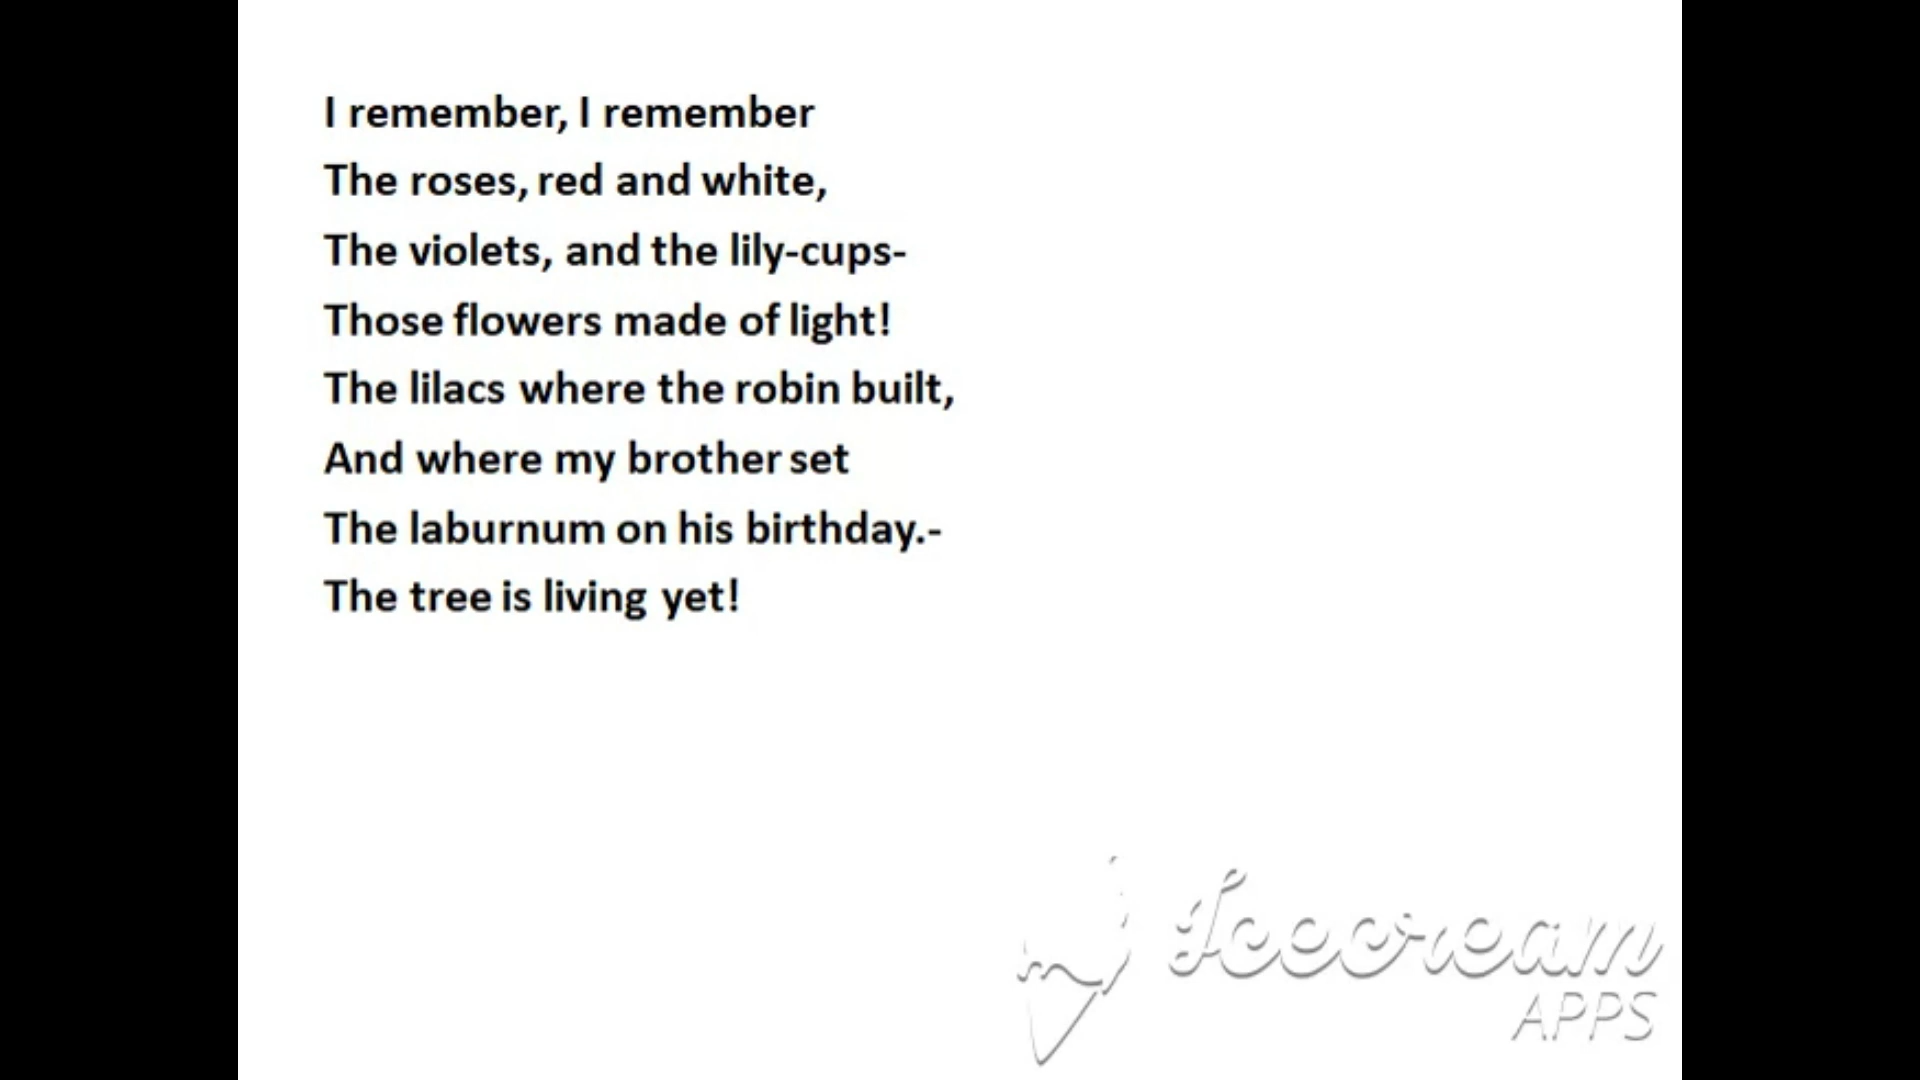 I remember, I remember
The roses, red and white,
The violets, and the lily-cups-
Those flowers made of light!
The lilacs where the robin built,
And where my brother set
The laburnum on his birthday.-
The tree is living yet!
Icecream
APPS